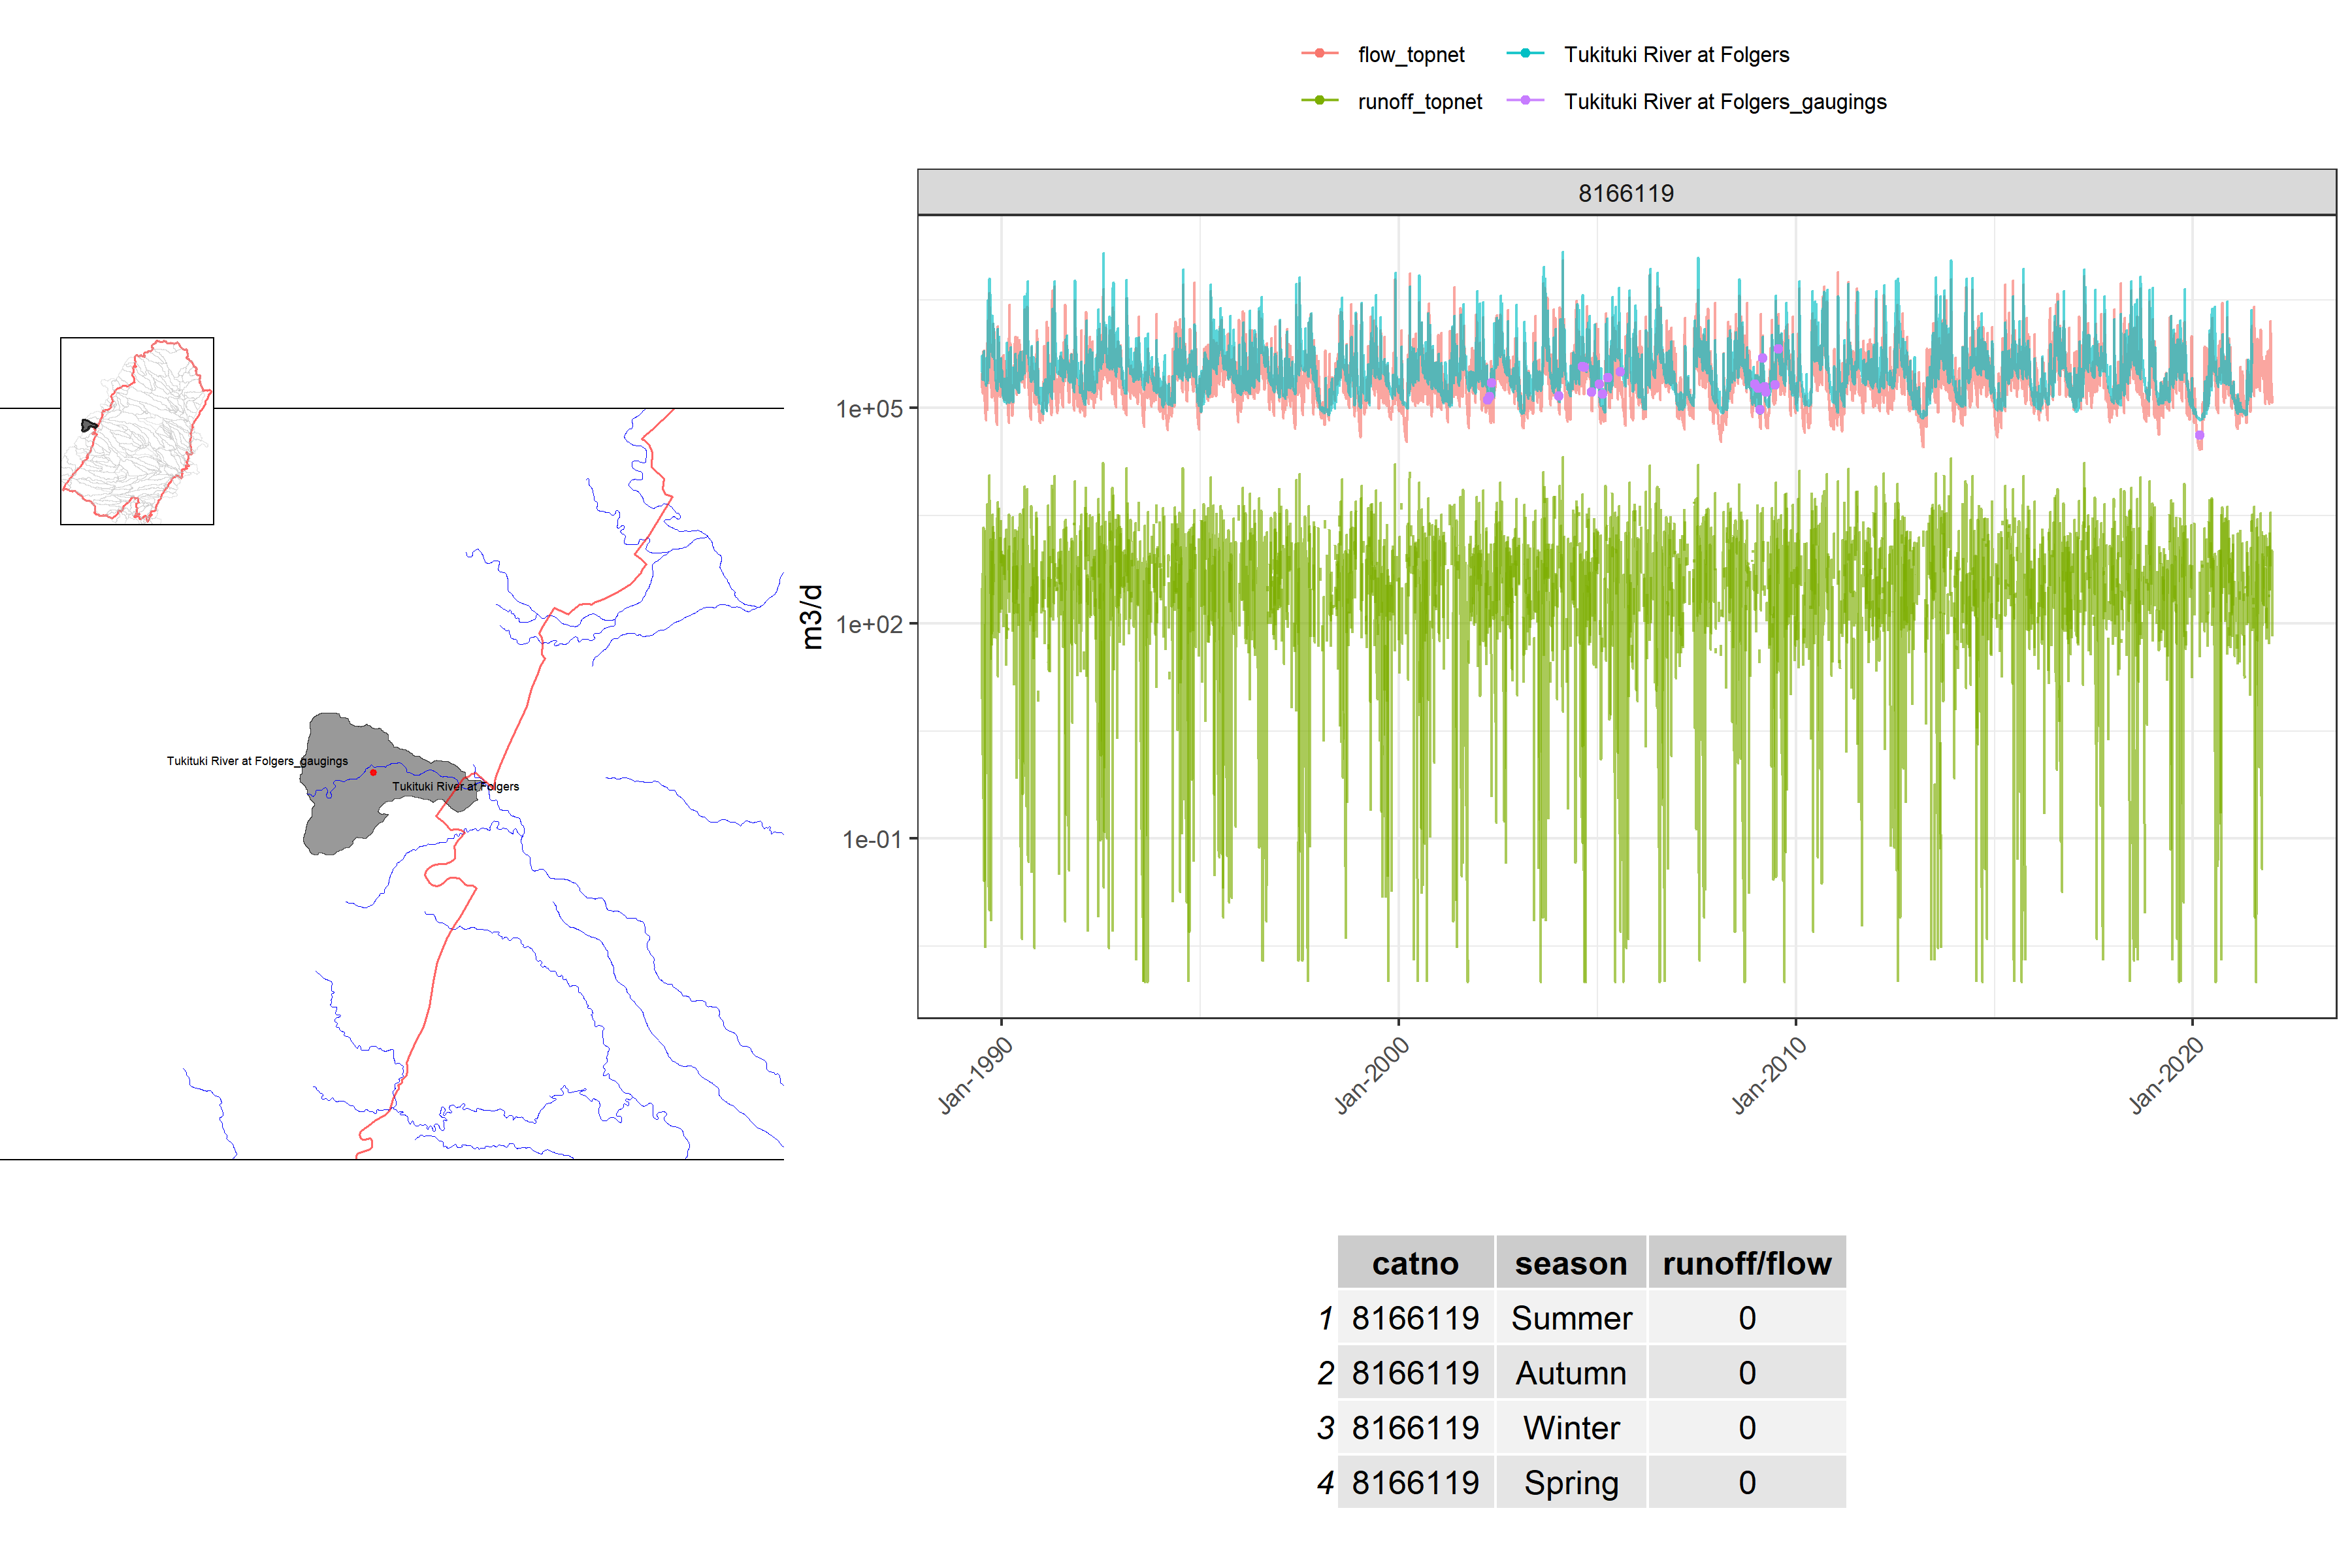 flow_topnet
Tukituki River at Folgers
runoff_topnet
Tukituki River at Folgers_gaugings
8166119
1e+05
1e+02
1e-01
m3/d
Jan-1990
Jan-2000
Jan-2010
Jan-2020
Tukituki River at Folgers_gaugings
Tukituki River at Folgers
catno season runoff/flow
1 8166119 Summer 0
2 8166119 Autumn 0
3 8166119 Winter 0
4 8166119 Spring 0